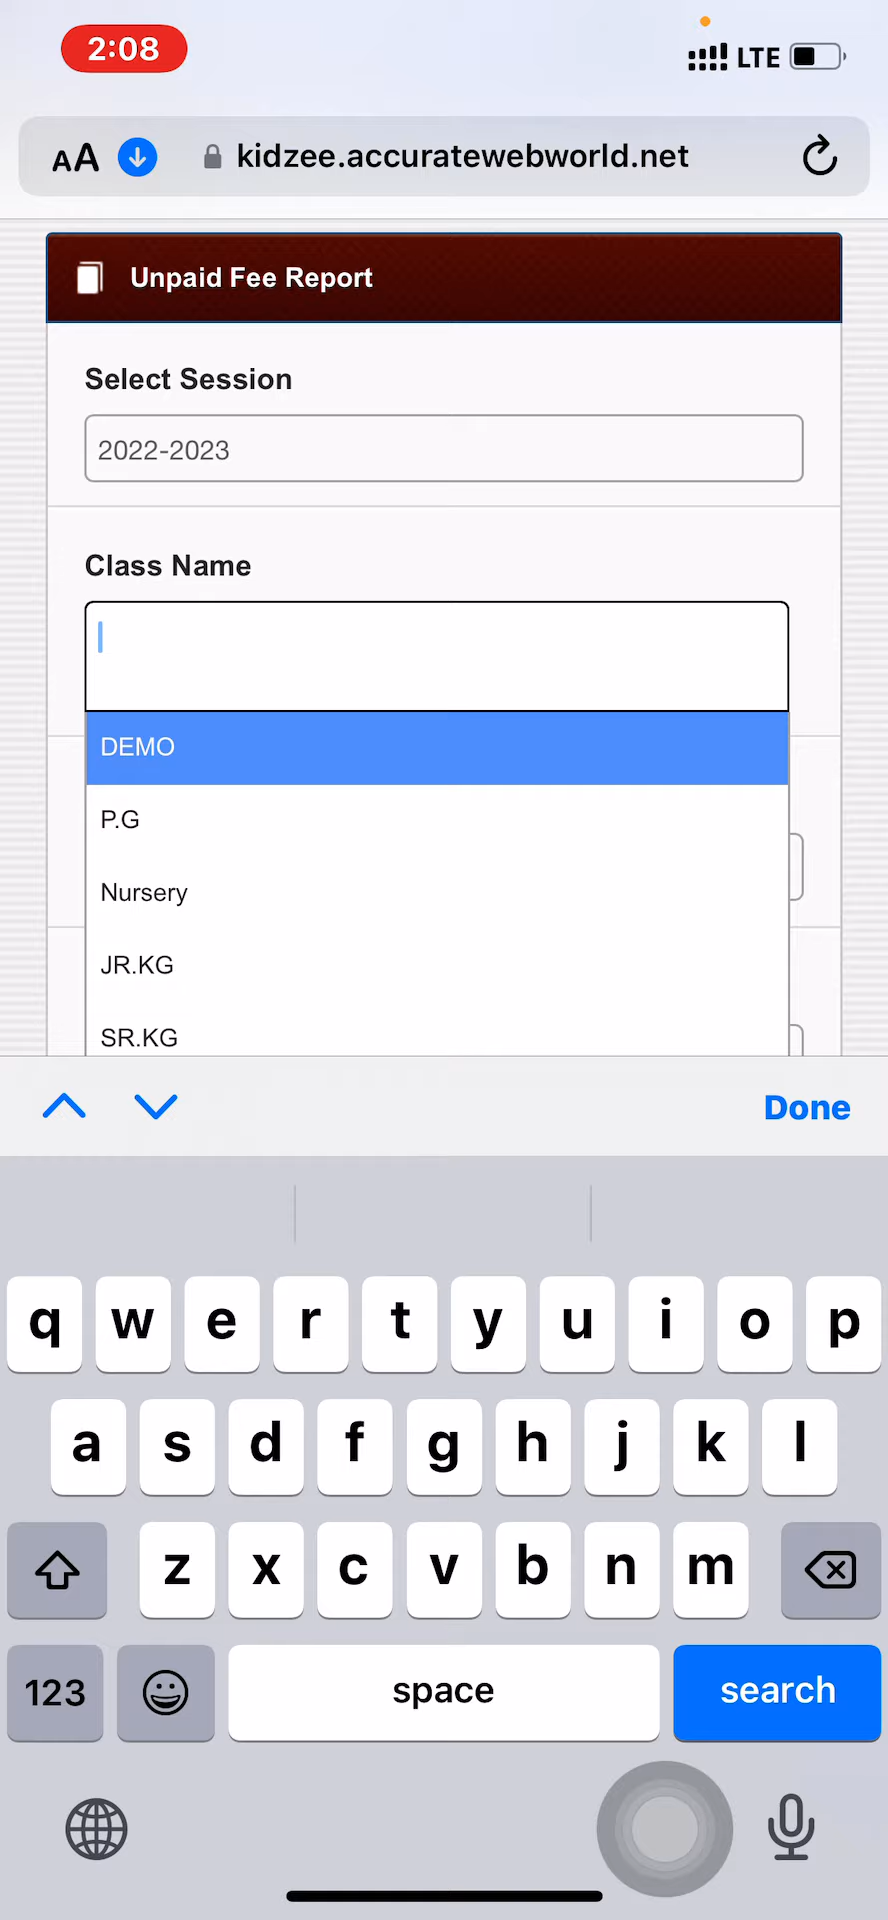 2:08
LTE
AA
kidzee.accuratewebworld.net
Unpaid Fee Report
Select Session
2022-2023
Class Name
DEMO
P.G
Nursery
JR.KG
SR.KG
Done
q w e r t y u i o p
a s d f g h j k l
z x c v b n m
123
space
search